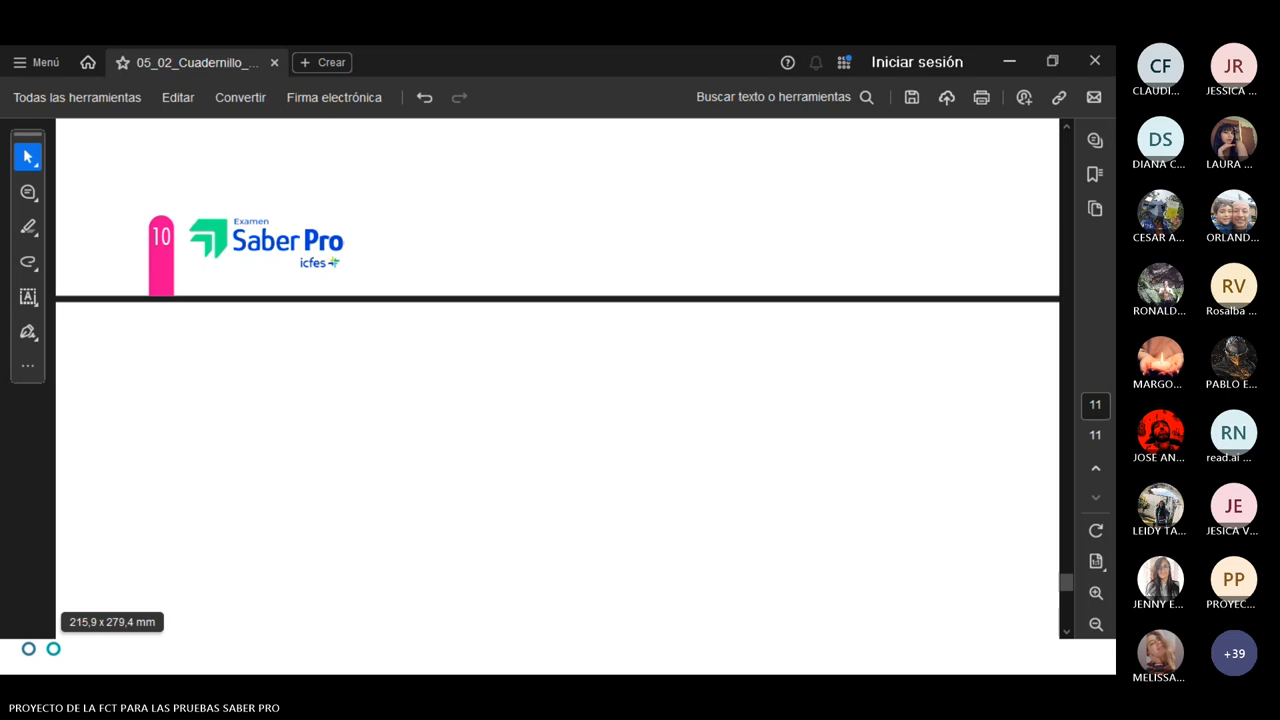 Menú
05_02_Cuadernillo_...
Crear
Iniciar sesión
Todas las herramientas
Editar
Convertir
Firma electrónica
Buscar texto o herramientas
10
Examen
Saber Pro
icfes
11
11
215,9 x 279,4 mm
CF
CLAUDI...
JR
JESSICA ...
DS
DIANA C...
LAURA ...
CESAR A...
ORLAND...
RONALD...
RV
Rosalba ...
MARGO...
PABLO E...
JOSE AN...
RN
read.ai ...
LEIDY TA...
JE
JESICA V...
JENNY E...
PP
PROYEC...
MELISSA...
+39
PROYECTO DE LA FCT PARA LAS PRUEBAS SABER PRO